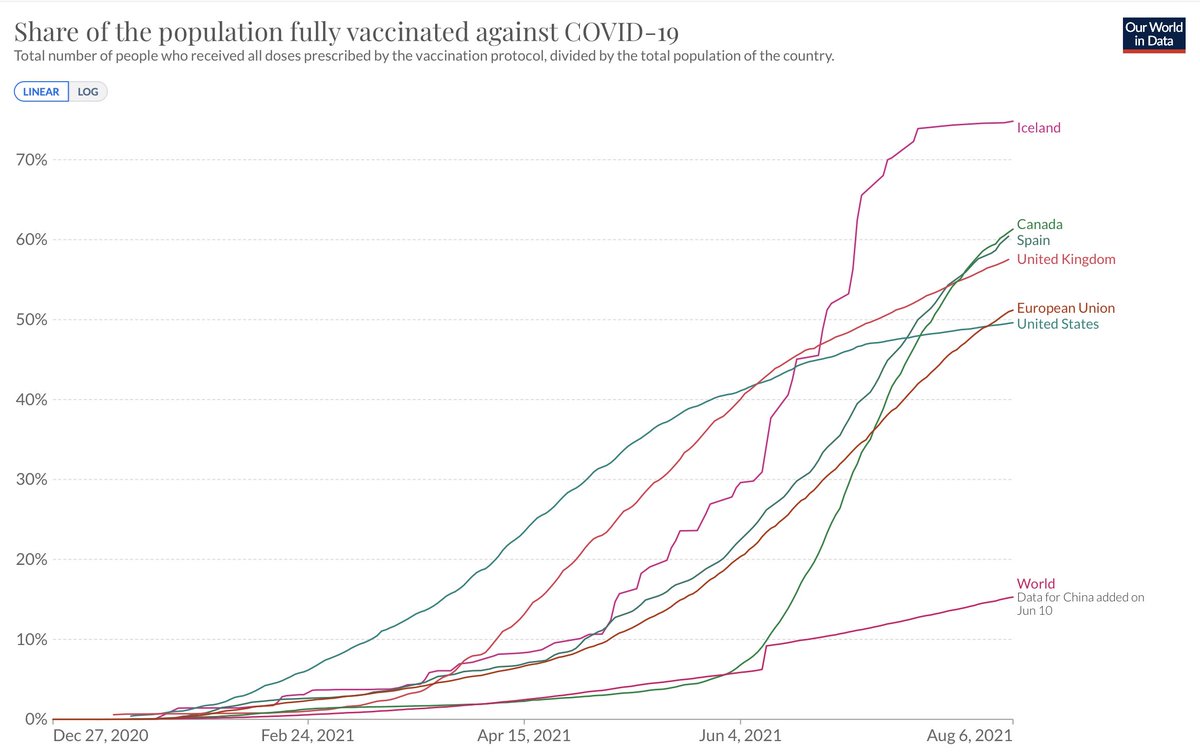 Share of the population fully vaccinated against COVID-19
Our World
in Data
Total number of people who received all doses prescribed by the vaccination protocol, divided by the total population of the country.
LINEAR
LOG
Iceland
70%
Canada
60%
Spain
United Kingdom
European Union
50%
United States
40%
30%
20%
World
Data for China added on
Jun 10
10%
0%
Dec 27, 2020
Feb 24, 2021
Apr 15, 2021
Jun 4, 2021
Aug 6, 2021